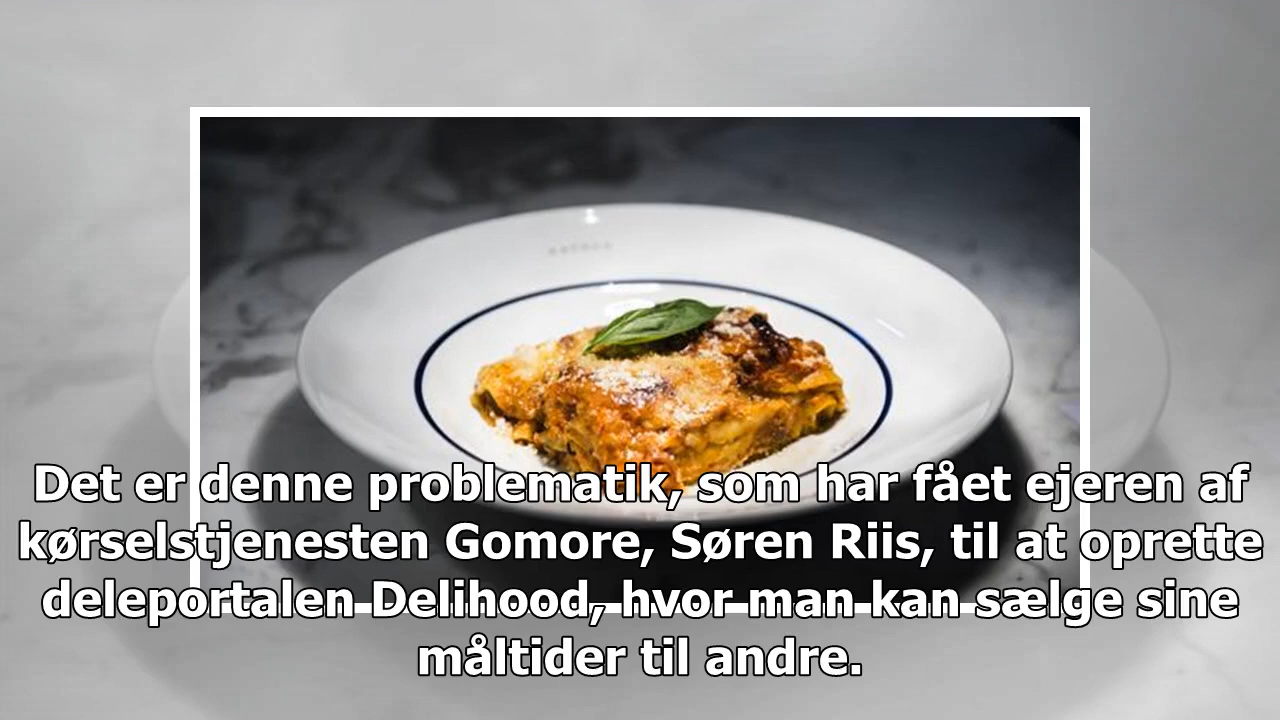 Det er denne problematik, som har fået ejeren af
kørselstjenesten Gomore, Søren Riis, til at oprette
deleportalen Delihood, hvor man kan sælge sine
måltider til andre.